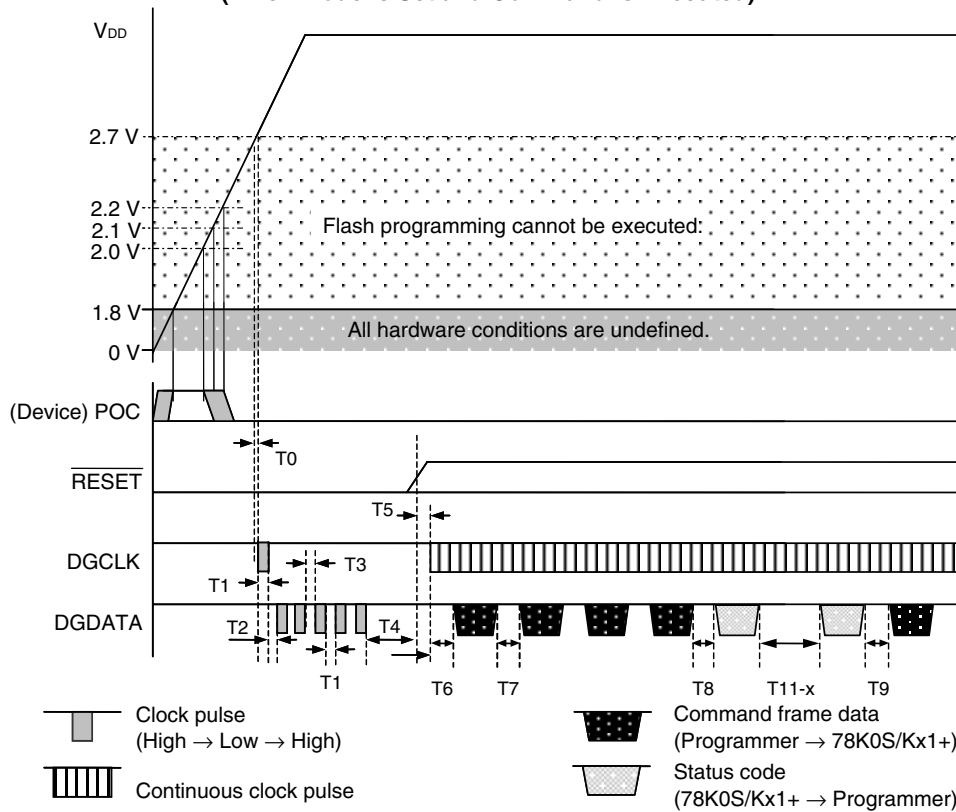 VDD
2.7 V
2.2 V
2.1 V
2.0 V
Flash programming cannot be executed:
1.8 V
All hardware conditions are undefined.
0 V
(Device) POC
T0
RESET
T5
DGCLK
T3
T1
DGDATA
T2
T4
T1
T6
T7
T8
T11-x
T9
Clock pulse
(High → Low → High)
Continuous clock pulse
Command frame data
(Programmer → 78K0S/Kx1+)
Status code
(78K0S/Kx1+ → Programmer)